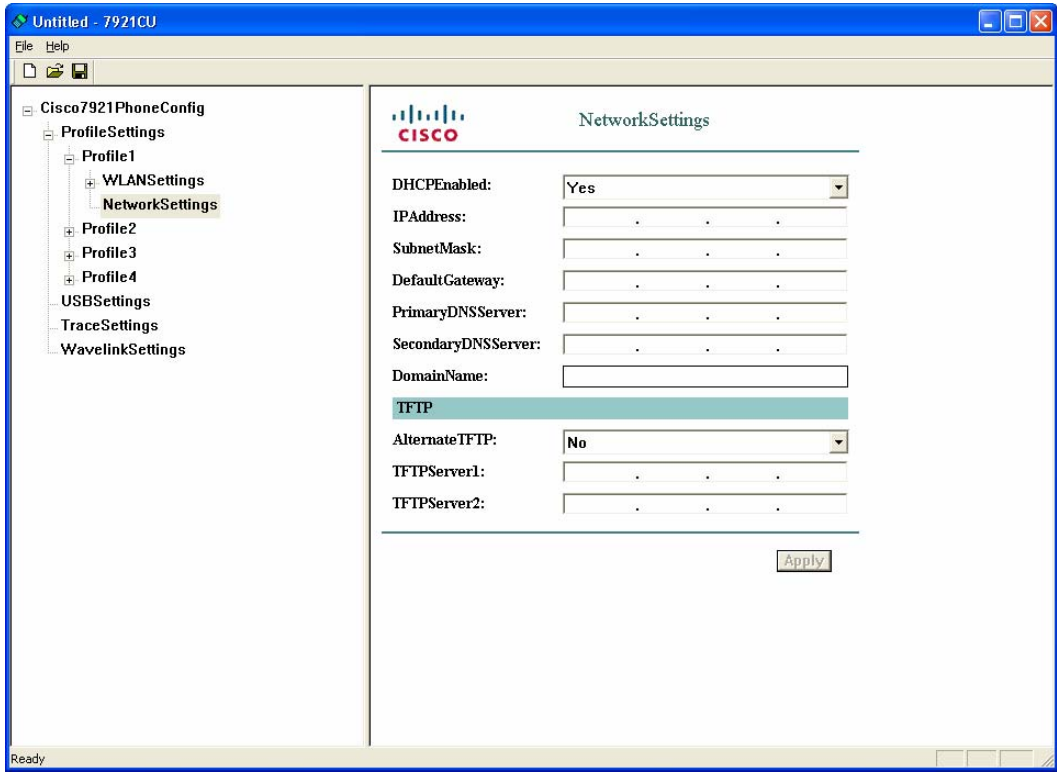 Untitled - 7921CU
File Help
Cisco7921PhoneConfig
ProfileSettings
Profile1
WLANSettings
NetworkSettings
Profile2
Profile3
Profile4
USBSettings
TraceSettings
WavelinkSettings
CISCO
NetworkSettings
DHCPEnabled: Yes
IPAddress: . . .
SubnetMask: . . .
DefaultGateway: . . .
PrimaryDNSServer: . . .
SecondaryDNSServer: . . .
DomainName:
TFTP
AlternateTFTP: No
TFTPServer1: . . .
TFTPServer2: . . .
Apply
Ready